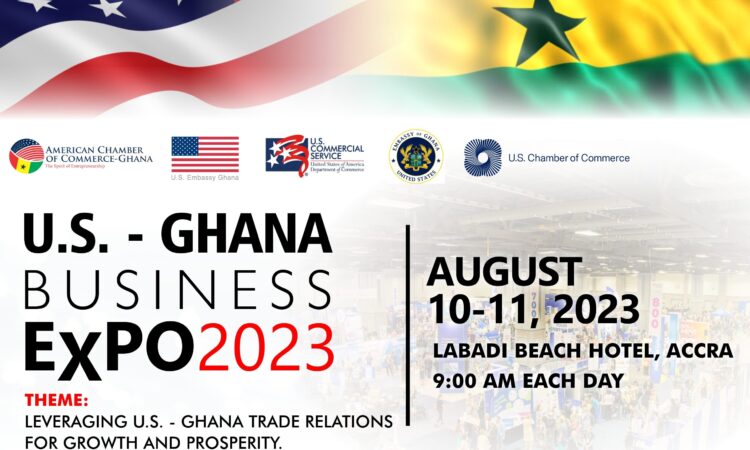 AMERICAN CHAMBER
OF COMMERCE-GHANA
The Spirit of Entrepreneurship
U.S. Embassy Ghana
U.S.
COMMERCIAL
SERVICE
United States of America
Department of Commerce
EMBASSY OF GHANA
UNITED STATES
U.S. Chamber of Commerce
U.S. - GHANA
BUSINESS
ExPO2023
THEME:
LEVERAGING U.S. - GHANA TRADE RELATIONS
FOR GROWTH AND PROSPERITY.
AUGUST
10-11, 2023
LABADI BEACH HOTEL, ACCRA
9:00 AM EACH DAY
700
800